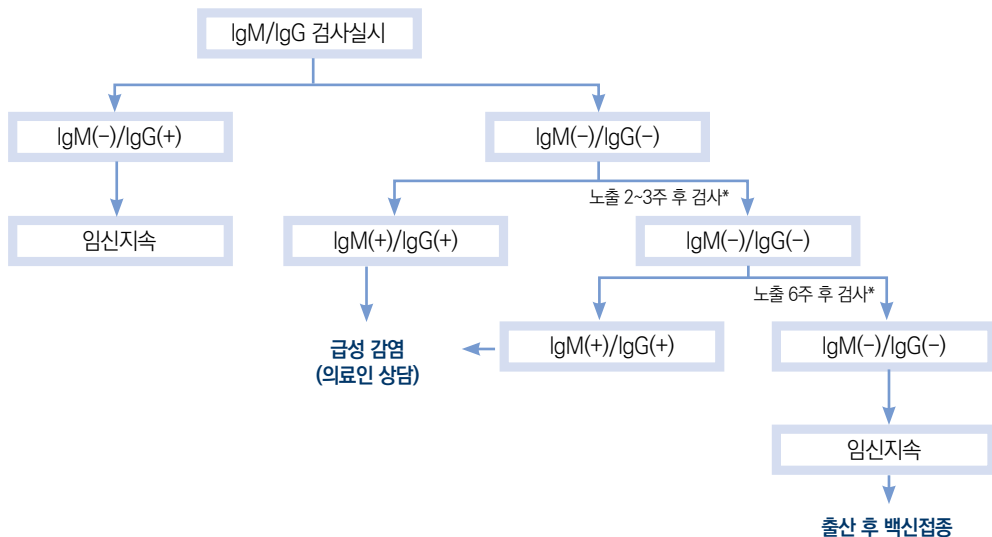 IgM/IgG 검사실시
IgM(-)/IgG(+)
IgM(-)/IgG(-)
노출 2~3주 후 검사*
임신지속
IgM(+)/IgG(+)
IgM(-)/IgG(-)
노출 6주 후 검사*
급성 감염
(의료인 상담)
IgM(+)/IgG(+)
IgM(-)/IgG(-)
임신지속
출산 후 백신접종